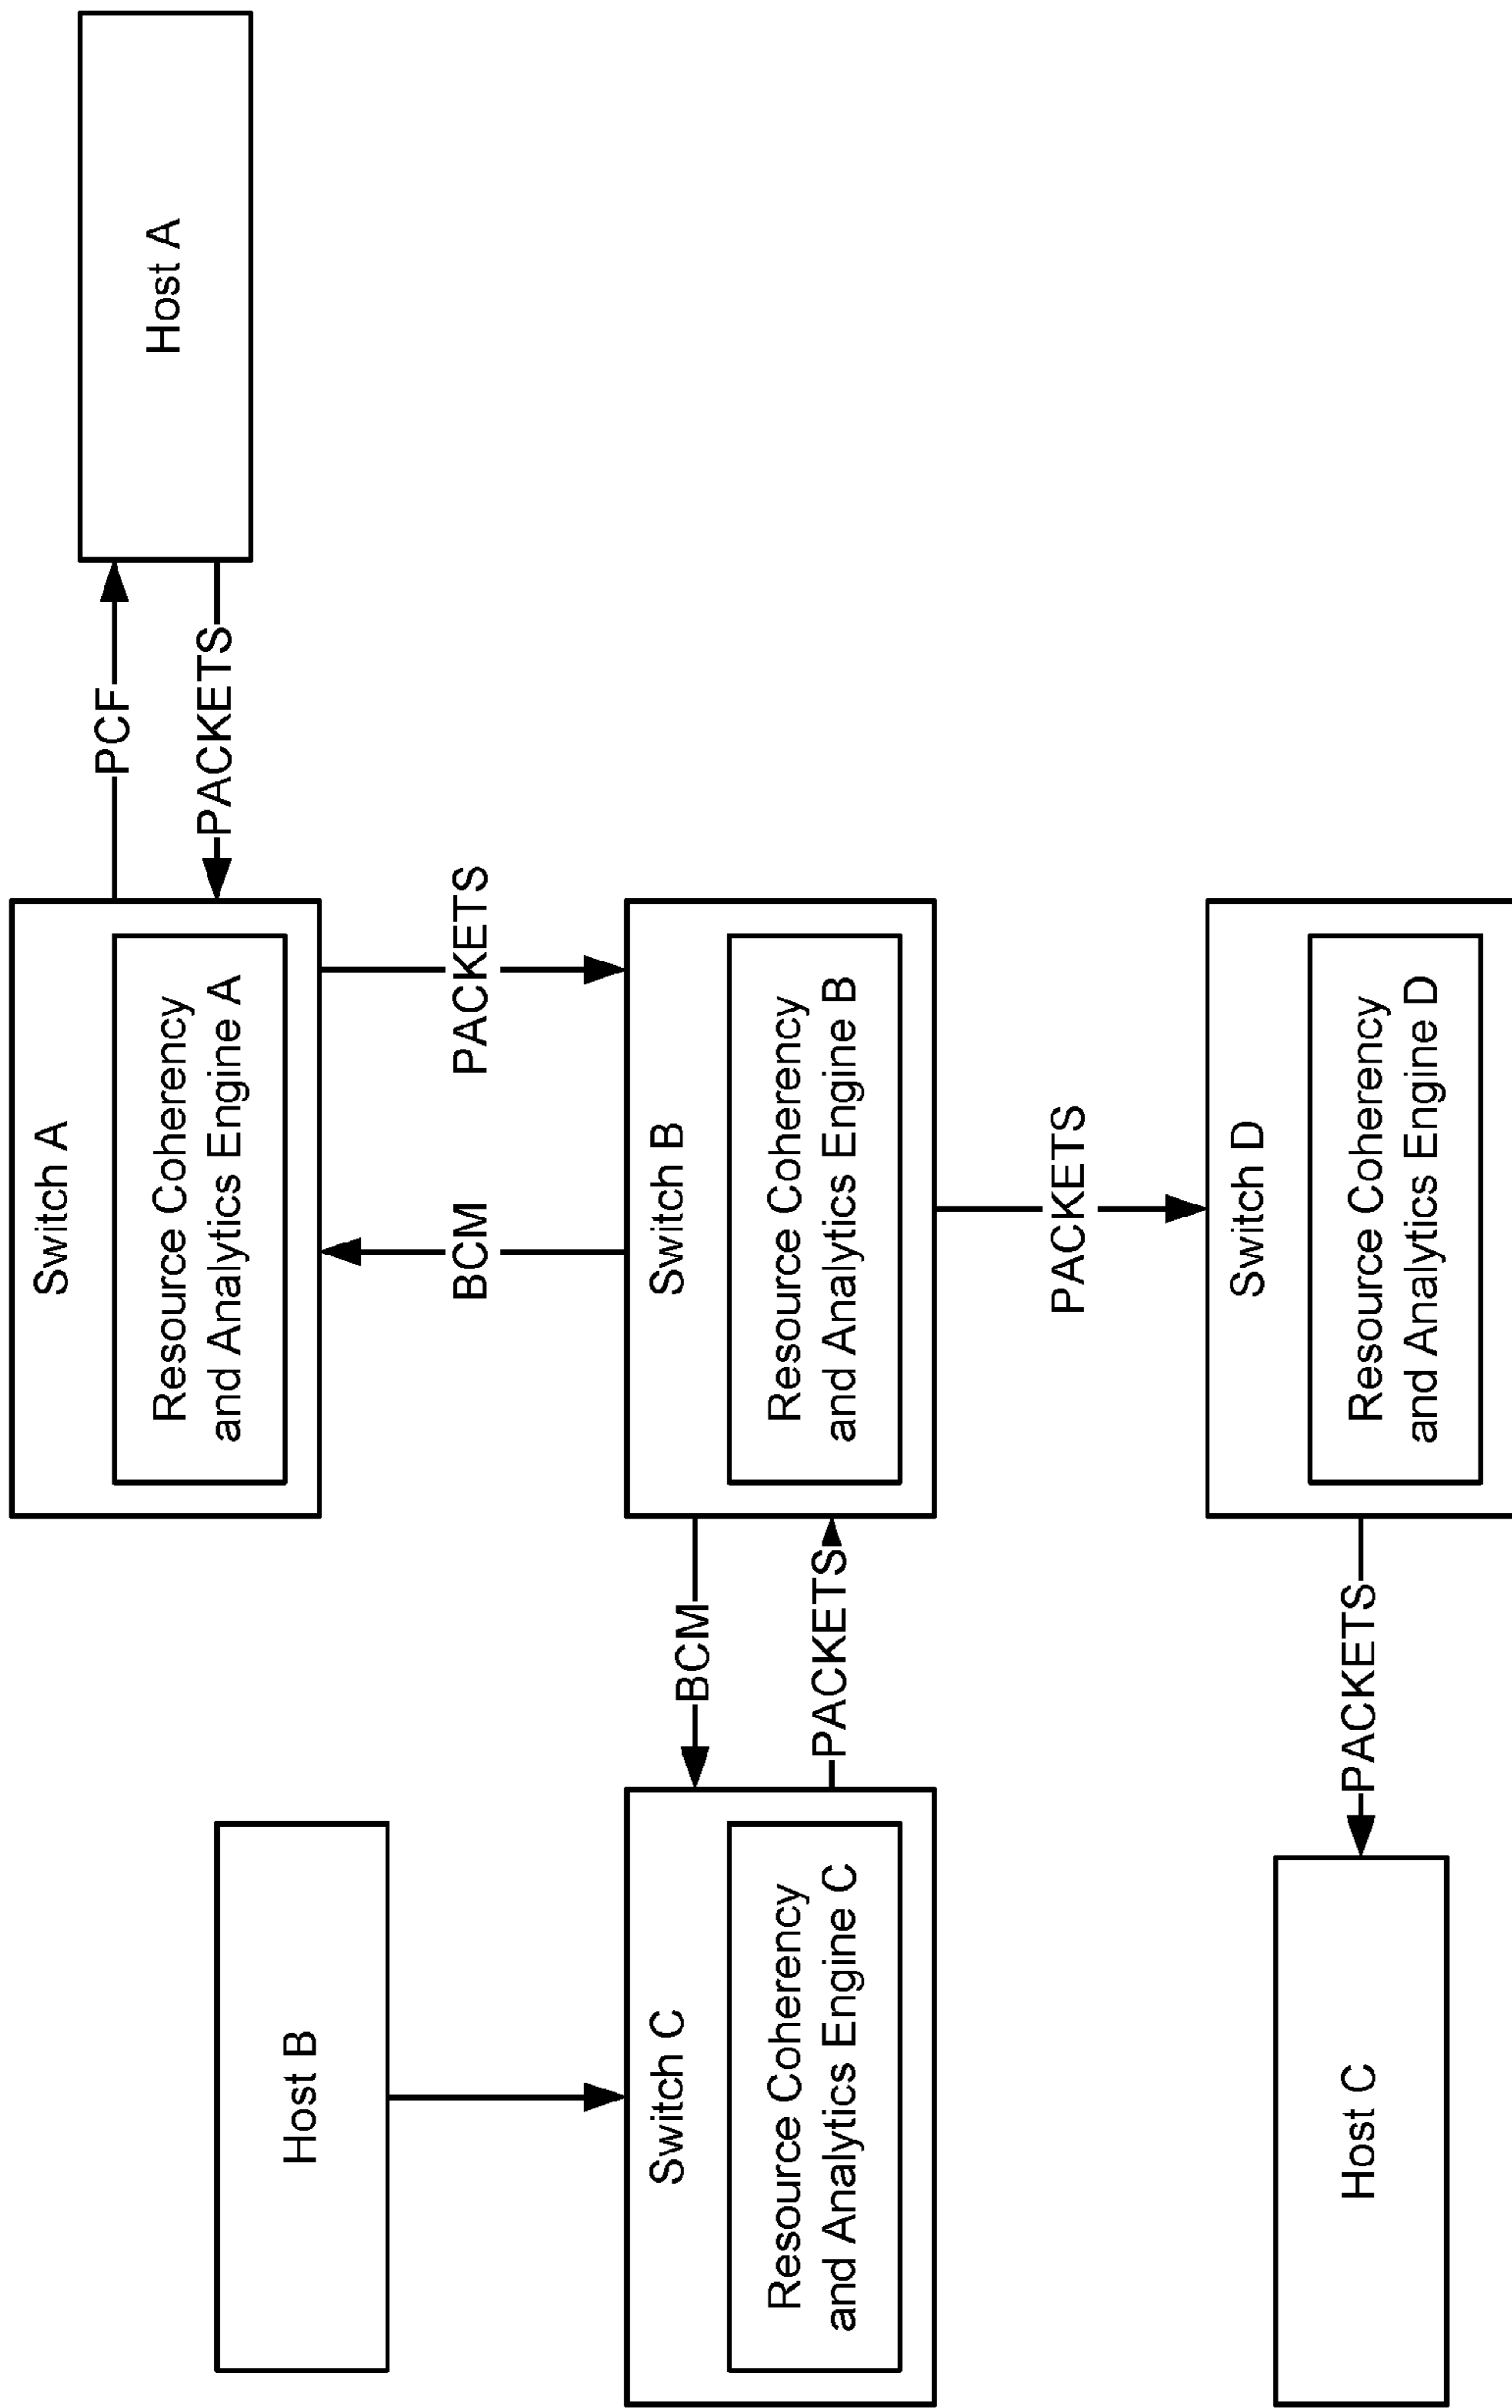 Host A
PCF
PACKETS
Switch A
Resource Coherency
and Analytics Engine A
PACKETS
BCM
Switch B
Resource Coherency
and Analytics Engine B
BCM
PACKETS
Host B
Switch C
Resource Coherency
and Analytics Engine C
PACKETS
Switch D
Resource Coherency
and Analytics Engine D
PACKETS
Host C